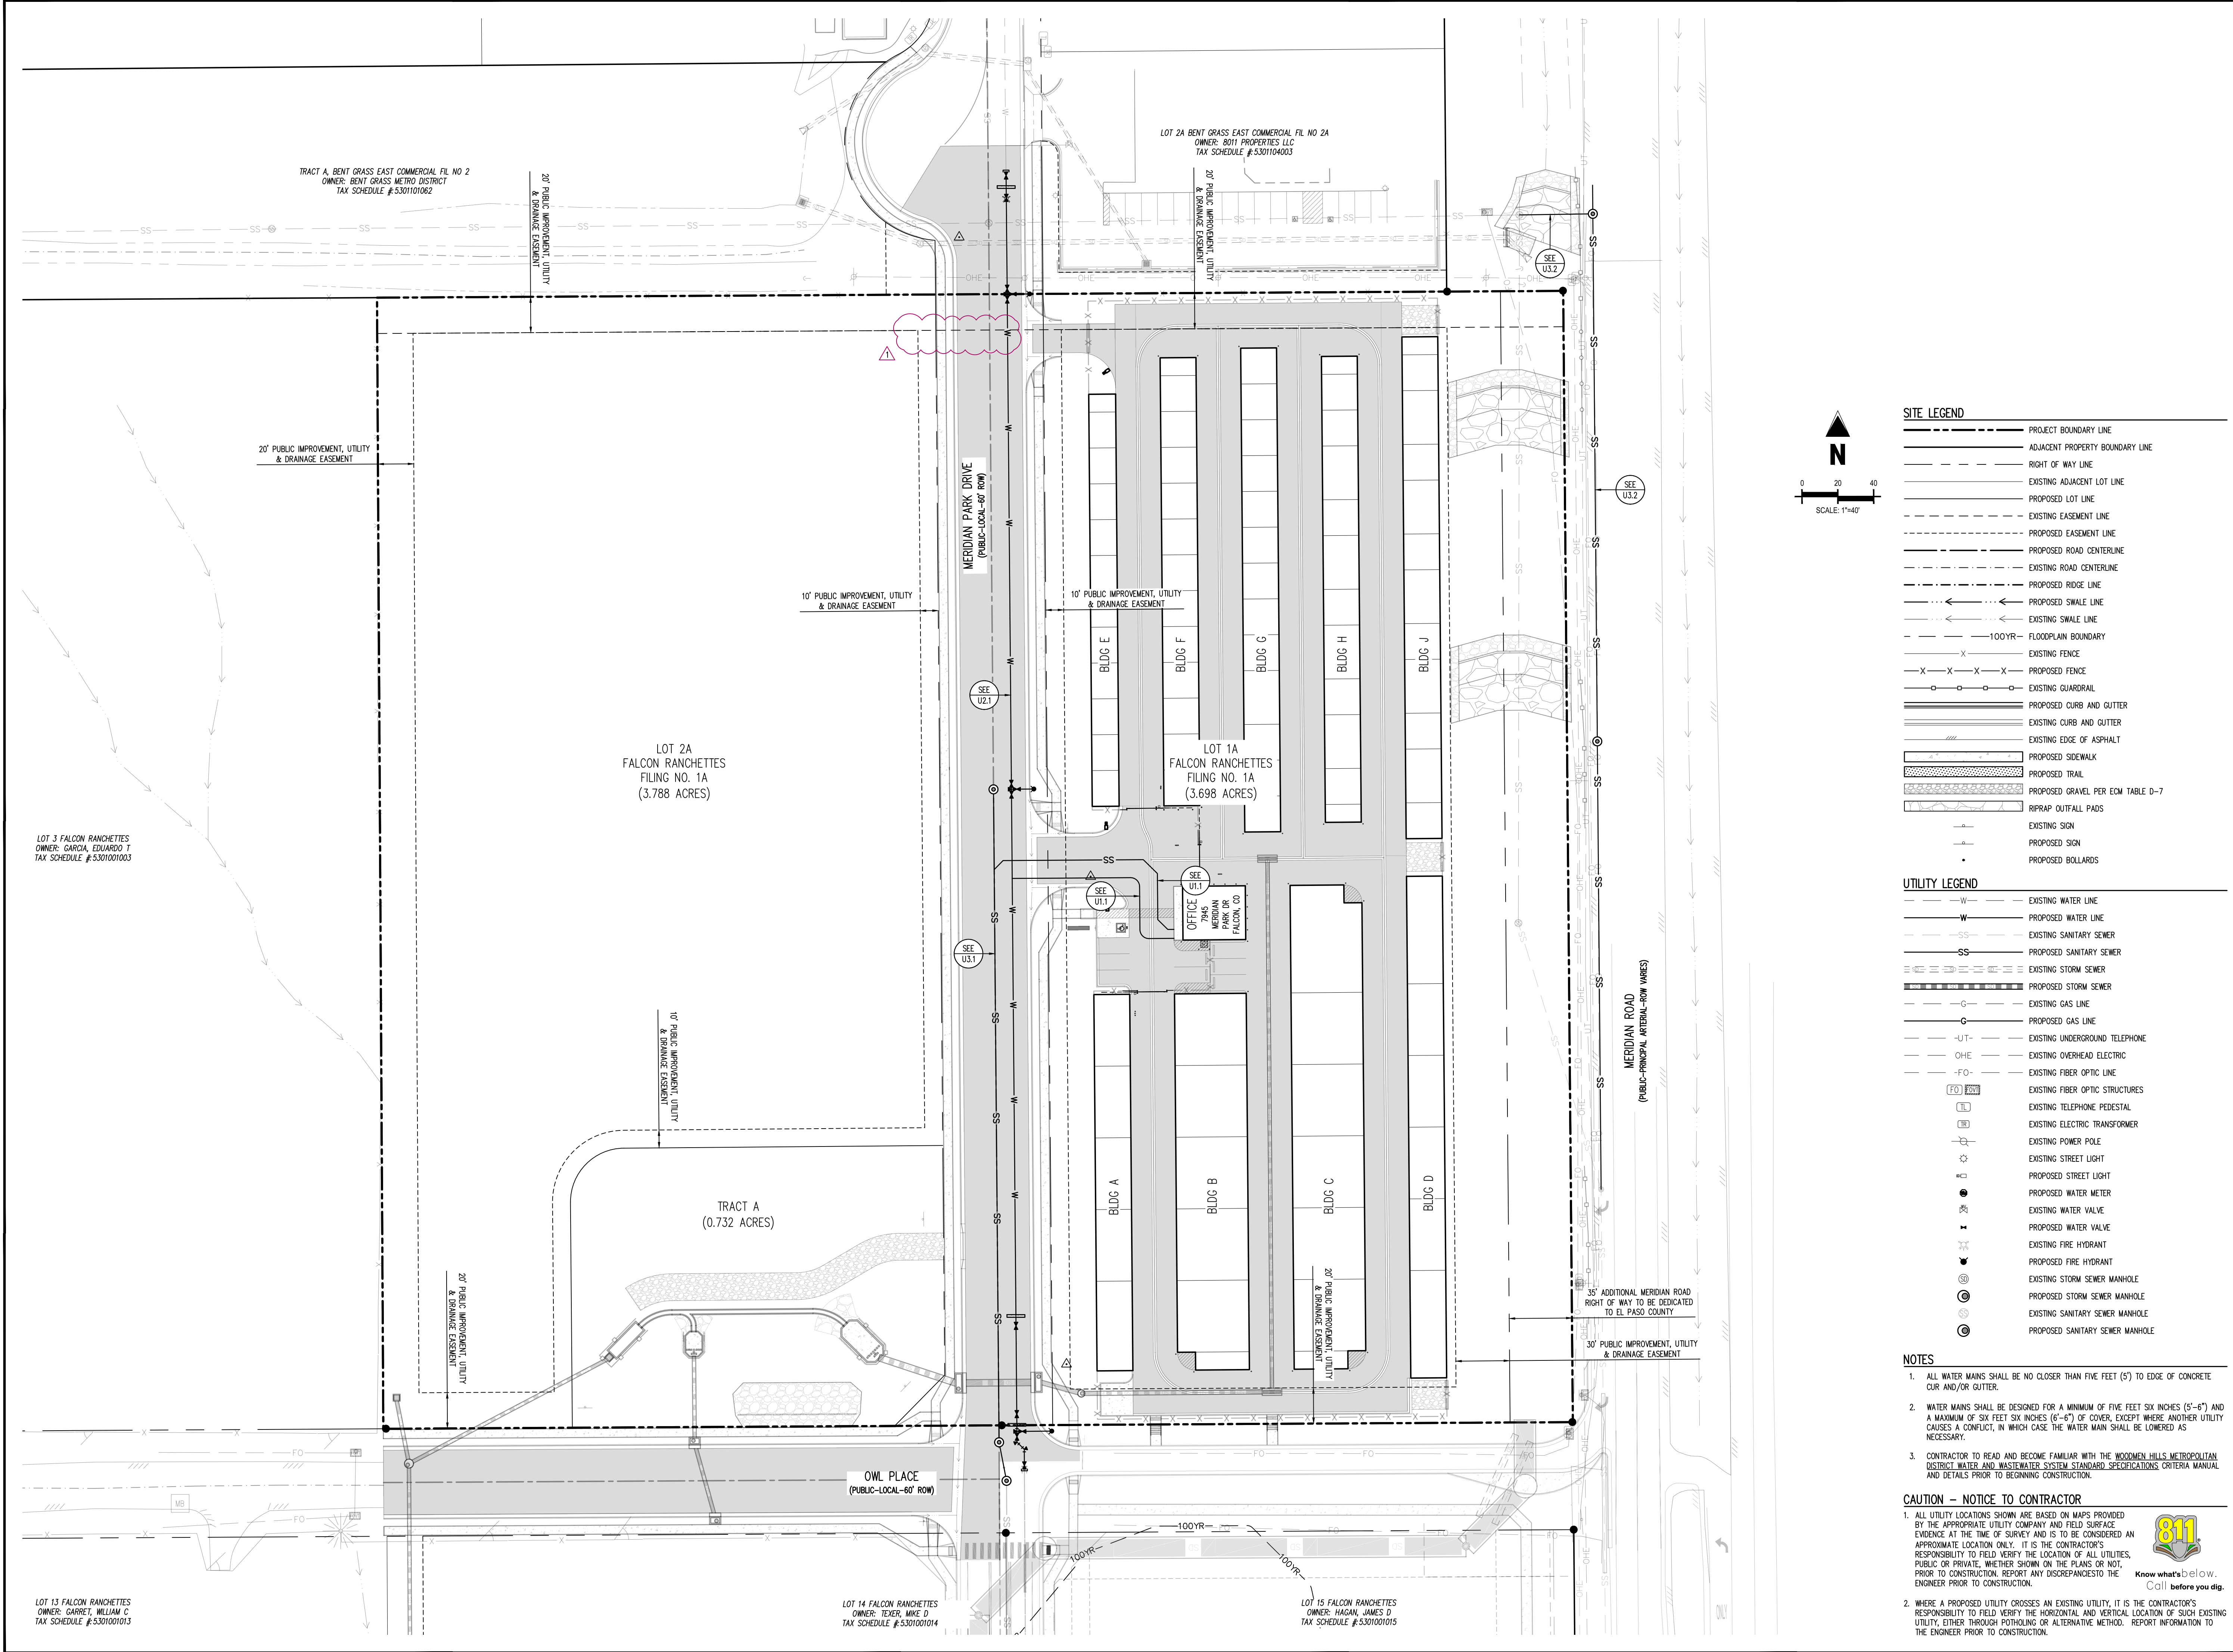 TRACT A, BENT GRASS EAST COMMERCIAL FIL NO 2
OWNER: BENT GRASS METRO DISTRICT
TAX SCHEDULE #:5301101062
20' PUBLIC IMPROVEMENT, UTILITY
& DRAINAGE EASEMENT
LOT 2A BENT GRASS EAST COMMERCIAL FIL NO 2A
OWNER: 8011 PROPERTIES LLC
TAX SCHEDULE #:5301104003
20' PUBLIC IMPROVEMENT, UTILITY
& DRAINAGE EASEMENT
SEE
U3.2
1
20' PUBLIC IMPROVEMENT, UTILITY
& DRAINAGE EASEMENT
MERIDIAN PARK DRIVE
(PUBLIC-LOCAL-60' ROW)
SEE
U3.2
10' PUBLIC IMPROVEMENT, UTILITY
& DRAINAGE EASEMENT
10' PUBLIC IMPROVEMENT, UTILITY
& DRAINAGE EASEMENT
BLDG E
BLDG F
BLDG G
BLDG H
BLDG J
SEE
U2.1
LOT 2A
FALCON RANCHETTES
FILING NO. 1A
(3.788 ACRES)
LOT 1A
FALCON RANCHETTES
FILING NO. 1A
(3.698 ACRES)
LOT 3 FALCON RANCHETTES
OWNER: GARCIA, EDUARDO T
TAX SCHEDULE #:5301001003
SS
SEE
U1.1
SEE
U1.1
OFFICE
7945
MERIDIAN
PARK DR
FALCON, CO
SEE
U3.1
MERIDIAN ROAD
(PUBLIC-PRINCIPAL ARTERIAL-ROW VARIES)
10' PUBLIC IMPROVEMENT, UTILITY
& DRAINAGE EASEMENT
TRACT A
(0.732 ACRES)
BLDG A
BLDG B
BLDG C
BLDG D
20' PUBLIC IMPROVEMENT, UTILITY
& DRAINAGE EASEMENT
20' PUBLIC IMPROVEMENT, UTILITY
& DRAINAGE EASEMENT
35' ADDITIONAL MERIDIAN ROAD
RIGHT OF WAY TO BE DEDICATED
TO EL PASO COUNTY
30' PUBLIC IMPROVEMENT, UTILITY
& DRAINAGE EASEMENT
OWL PLACE
(PUBLIC-LOCAL-60' ROW)
MB
100YR
100YR
100YR
ONLY
LOT 13 FALCON RANCHETTES
OWNER: GARRET, WILLIAM C
TAX SCHEDULE #:5301001013
LOT 14 FALCON RANCHETTES
OWNER: TEXER, MIKE D
TAX SCHEDULE #:5301001014
LOT 15 FALCON RANCHETTES
OWNER: HAGAN, JAMES D
TAX SCHEDULE #:5301001015
N
0 20 40
SCALE: 1"=40'
SITE LEGEND
PROJECT BOUNDARY LINE
ADJACENT PROPERTY BOUNDARY LINE
RIGHT OF WAY LINE
EXISTING ADJACENT LOT LINE
PROPOSED LOT LINE
EXISTING EASEMENT LINE
PROPOSED EASEMENT LINE
PROPOSED ROAD CENTERLINE
EXISTING ROAD CENTERLINE
PROPOSED RIDGE LINE
PROPOSED SWALE LINE
EXISTING SWALE LINE
100YR FLOODPLAIN BOUNDARY
X EXISTING FENCE
X X X X PROPOSED FENCE
EXISTING GUARDRAIL
PROPOSED CURB AND GUTTER
EXISTING CURB AND GUTTER
EXISTING EDGE OF ASPHALT
PROPOSED SIDEWALK
PROPOSED TRAIL
PROPOSED GRAVEL PER ECM TABLE D-7
RIPRAP OUTFALL PADS
EXISTING SIGN
PROPOSED SIGN
PROPOSED BOLLARDS
UTILITY LEGEND
W EXISTING WATER LINE
W PROPOSED WATER LINE
SS EXISTING SANITARY SEWER
SS PROPOSED SANITARY SEWER
EXISTING STORM SEWER
PROPOSED STORM SEWER
G EXISTING GAS LINE
G PROPOSED GAS LINE
UT EXISTING UNDERGROUND TELEPHONE
OHE EXISTING OVERHEAD ELECTRIC
FO EXISTING FIBER OPTIC LINE
FO FOVT EXISTING FIBER OPTIC STRUCTURES
TL EXISTING TELEPHONE PEDESTAL
EXISTING ELECTRIC TRANSFORMER
EXISTING POWER POLE
EXISTING STREET LIGHT
PROPOSED STREET LIGHT
PROPOSED WATER METER
EXISTING WATER VALVE
PROPOSED WATER VALVE
EXISTING FIRE HYDRANT
PROPOSED FIRE HYDRANT
SD EXISTING STORM SEWER MANHOLE
PROPOSED STORM SEWER MANHOLE
SS EXISTING SANITARY SEWER MANHOLE
PROPOSED SANITARY SEWER MANHOLE
NOTES
1. ALL WATER MAINS SHALL BE NO CLOSER THAN FIVE FEET (5') TO EDGE OF CONCRETE
CUR AND/OR GUTTER.
2. WATER MAINS SHALL BE DESIGNED FOR A MINIMUM OF FIVE FEET SIX INCHES (5'-6") AND
A MAXIMUM OF SIX FEET SIX INCHES (6'-6") OF COVER, EXCEPT WHERE ANOTHER UTILITY
CAUSES A CONFLICT, IN WHICH CASE THE WATER MAIN SHALL BE LOWERED AS
NECESSARY.
3. CONTRACTOR TO READ AND BECOME FAMILIAR WITH THE WOODMEN HILLS METROPOLITAN
DISTRICT WATER AND WASTEWATER SYSTEM STANDARD SPECIFICATIONS CRITERIA MANUAL
AND DETAILS PRIOR TO BEGINNING CONSTRUCTION.
CAUTION - NOTICE TO CONTRACTOR
1. ALL UTILITY LOCATIONS SHOWN ARE BASED ON MAPS PROVIDED
BY THE APPROPRIATE UTILITY COMPANY AND FIELD SURFACE
EVIDENCE AT THE TIME OF SURVEY AND IS TO BE CONSIDERED AN
APPROXIMATE LOCATION ONLY. IT IS THE CONTRACTOR'S
RESPONSIBILITY TO FIELD VERIFY THE LOCATION OF ALL UTILITIES,
PUBLIC OR PRIVATE, WHETHER SHOWN ON THE PLANS OR NOT,
PRIOR TO CONSTRUCTION. REPORT ANY DISCREPANCIESTO THE
ENGINEER PRIOR TO CONSTRUCTION.
811
Know what's below.
Call before you dig.
2. WHERE A PROPOSED UTILITY CROSSES AN EXISTING UTILITY, IT IS THE CONTRACTOR'S
RESPONSIBILITY TO FIELD VERIFY THE HORIZONTAL AND VERTICAL LOCATION OF SUCH EXISTING
UTILITY, EITHER THROUGH POTHOLING OR ALTERNATIVE METHOD. REPORT INFORMATION TO
THE ENGINEER PRIOR TO CONSTRUCTION.